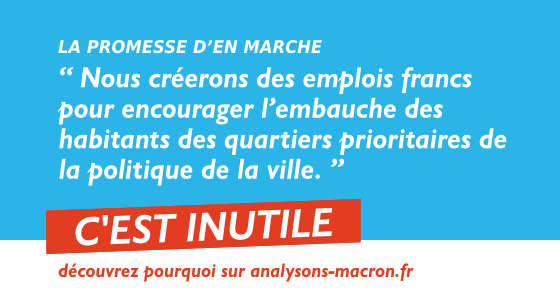 LA PROMESSE D’EN MARCHE
“ Nous créerons des emplois francs
pour encourager l’embauche des
habitants des quartiers prioritaires de
la politique de la ville. ”
C'EST INUTILE
découvrez pourquoi sur analysons-macron.fr